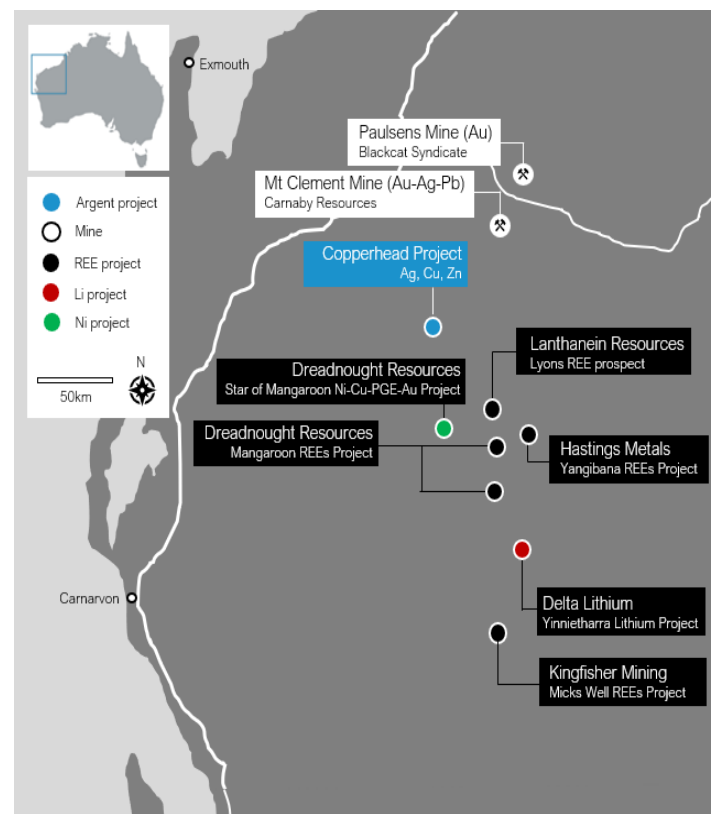 Exmouth
Paulsens Mine (Au)
Blackcat Syndicate
Mt Clement Mine (Au-Ag-Pb)
Carnaby Resources
Argent project
Mine
REE project
Li project
Ni project
N
50km
Copperhead Project
Ag, Cu, Zn
Lanthanein Resources
Lyons REE prospect
Dreadnought Resources
Star of Mangaroon Ni-Cu-PGE-Au Project
Dreadnought Resources
Mangaroon REEs Project
Hastings Metals
Yangibana REEs Project
Carnarvon
Delta Lithium
Yinnietharra Lithium Project
Kingfisher Mining
Micks Well REEs Project